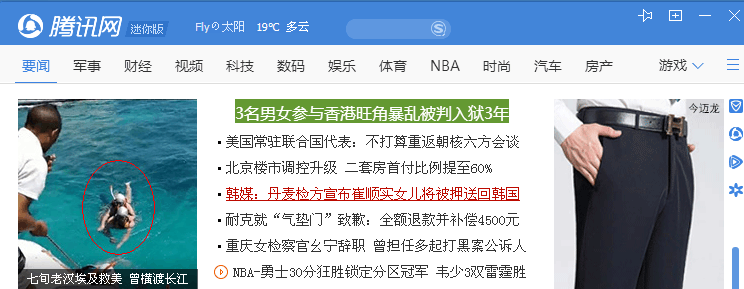 腾讯网 迷你版 Flyの太阳 19℃ 多云
要闻 军事 财经 视频 科技 数码 娱乐 体育 NBA 时尚 汽车 房产 游戏
3名男女参与香港旺角暴乱被判入狱3年
美国常驻联合国代表：不打算重返朝核六方会谈
北京楼市调控升级 二套房首付比例提至60%
韩媒：丹麦检方宣布崔顺实女儿将被押送回韩国
耐克就“气垫门”致歉：全额退款并补偿4500元
重庆女检察官幺宁辞职 曾担任多起打黑案公诉人
NBA-勇士30分狂胜锁定分区冠军 韦少3双雷霆胜
七旬老汉埃及救美 曾横渡长江
今迈龙